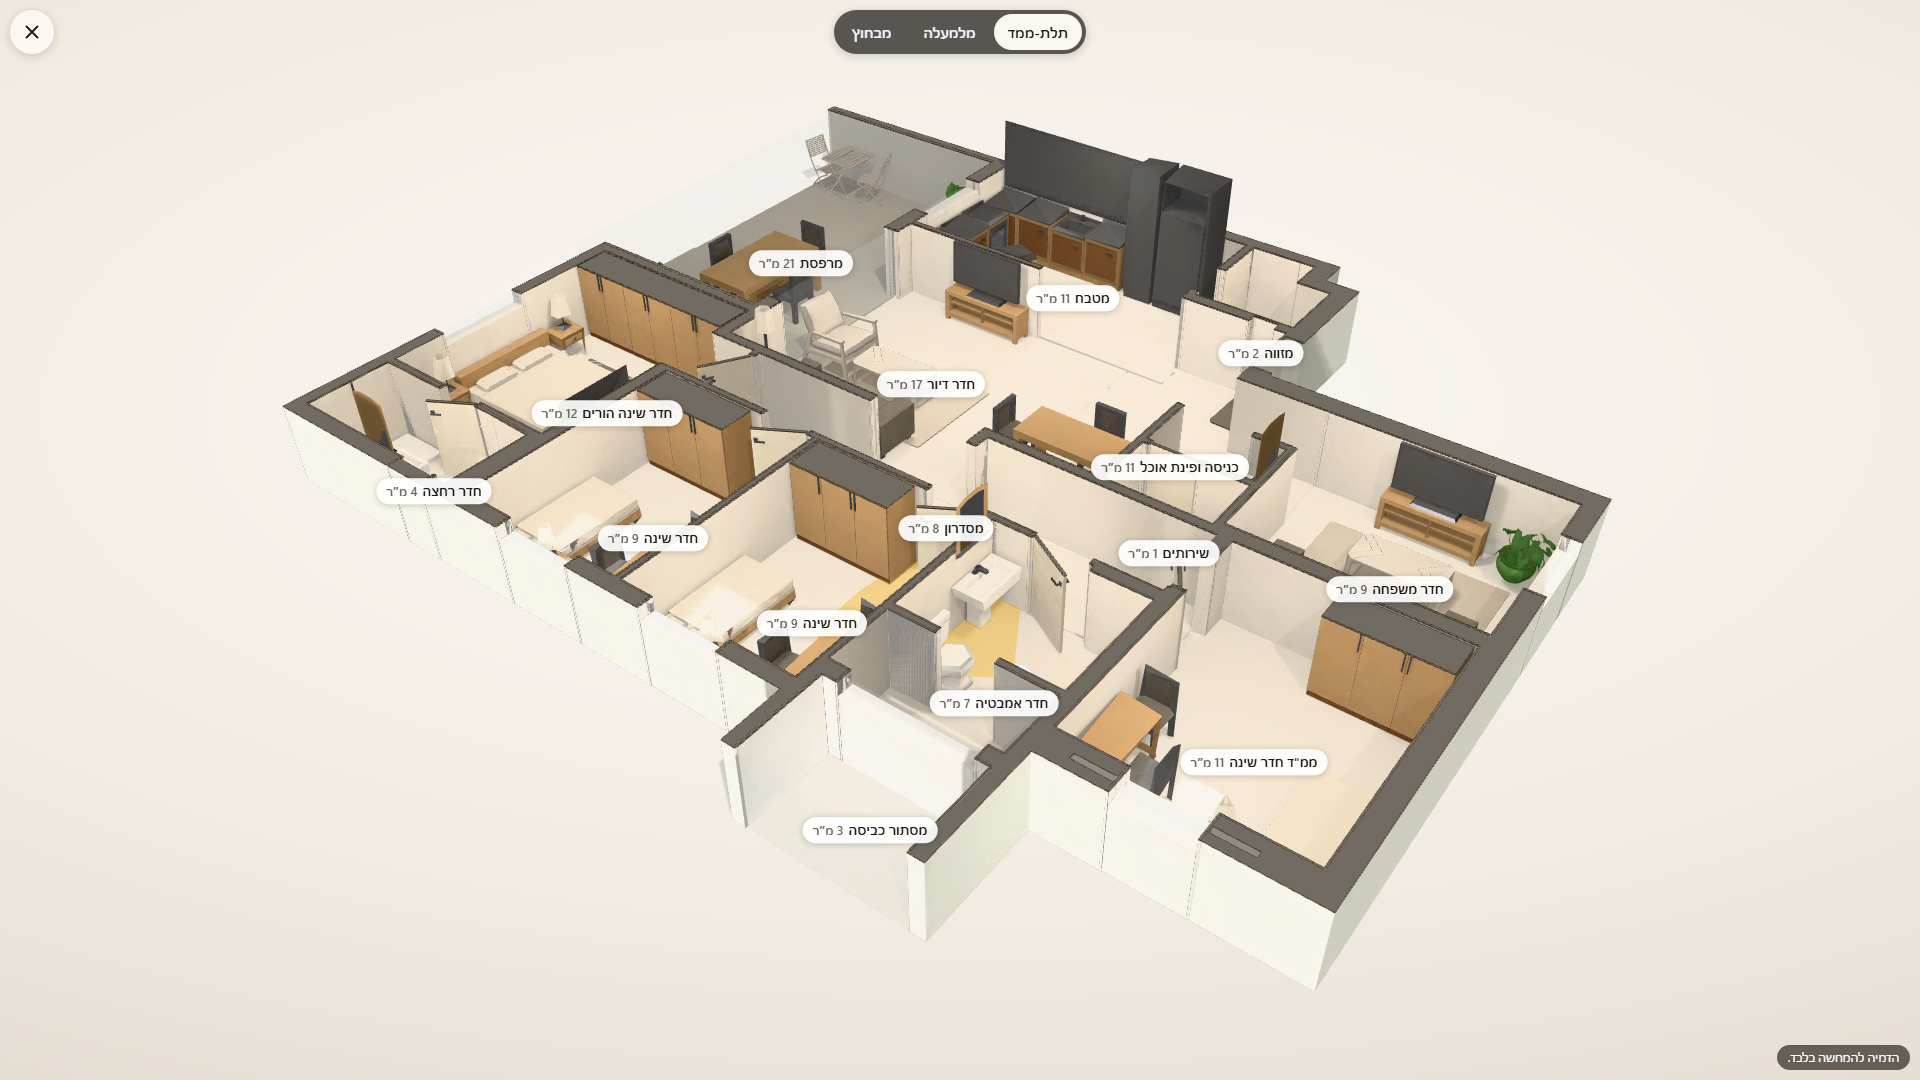 תלת-ממד
מלמעלה
מבחוץ
מרפסת 21 מ"ר
מטבח 11 מ"ר
מזווה 2 מ"ר
חדר דיור 17 מ"ר
חדר שינה הורים 12 מ"ר
כניסה ופינת אוכל 11 מ"ר
חדר רחצה 4 מ"ר
מסדרון 8 מ"ר
חדר שינה 9 מ"ר
שירותים 1 מ"ר
חדר משפחה 9 מ"ר
חדר שינה 9 מ"ר
חדר אמבטיה 7 מ"ר
ממ"ד חדר שינה 11 מ"ר
מסתור כביסה 3 מ"ר
הדמיה להמחשה בלבד.